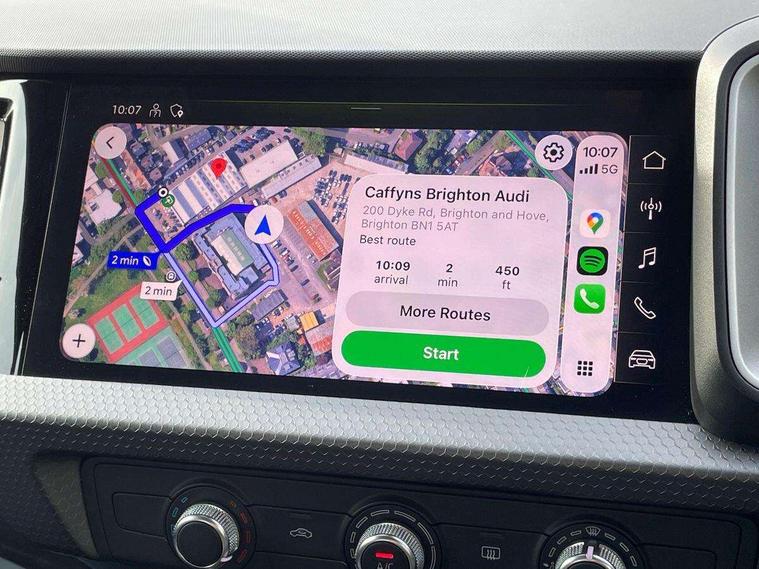 10:07
10:07
5G
Caffyns Brighton Audi
200 Dyke Rd, Brighton and Hove,
Brighton BN1 5AT
Best route
10:09 2 450
arrival min ft
More Routes
Start
2 min
2 min
A/C